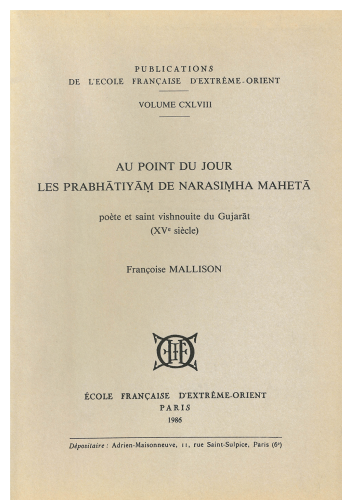 PUBLICATIONS
DE L'ECOLE FRANÇAISE D'EXTRÊME-ORIENT
VOLUME CXLVIII
AU POINT DU JOUR
LES PRABHĀTIYĀṂ DE NARASIṂHA MAHETĀ
poète et saint vishnouite du Gujarāt
(XVᵉ siècle)
Françoise MALLISON
ÉCOLE FRANÇAISE D'EXTRÊME-ORIENT
PARIS
1986
Dépositaire : Adrien-Maisonneuve, 11, rue Saint-Sulpice, Paris (6ᵉ)